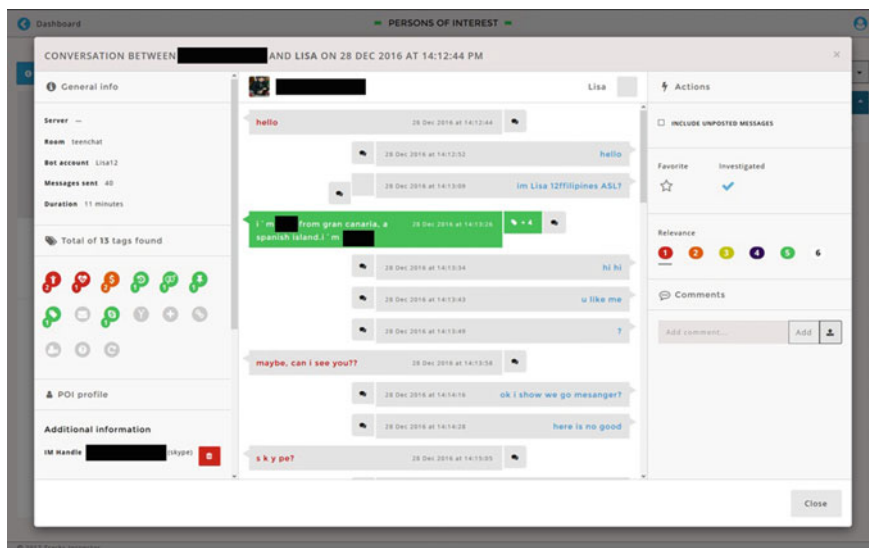 Dashboard
PERSONS OF INTEREST
CONVERSATION BETWEEN AND LISA ON 28 DEC 2016 AT 14:12:44 PM
General info
Server —
Room teenchat
Bot account Lisa12
Messages sent 40
Duration 11 minutes
Total of 13 tags found
2 1 2 1 1 1
1 1
POI profile
Additional information
IM Handle (skype)
Lisa
hello 28 Dec 2016 at 14:12:44
28 Dec 2016 at 14:12:52 hello
28 Dec 2016 at 14:13:09 im Lisa 12ffilipines ASL?
i´m from gran canaria, a 28 Dec 2016 at 14:13:26 + 4
spanish island.i´m
28 Dec 2016 at 14:13:34 hi hi
28 Dec 2016 at 14:13:43 u like me
28 Dec 2016 at 14:13:49 ?
maybe, can i see you?? 28 Dec 2016 at 14:13:58
28 Dec 2016 at 14:14:16 ok i show we go mesanger?
28 Dec 2016 at 14:14:28 here is no good
s k y pe? 28 Dec 2016 at 14:15:05
Actions
INCLUDE UNPOSTED MESSAGES
Favorite Investigated
Relevance
1 2 3 4 5 6
Comments
Add comment... Add
Close